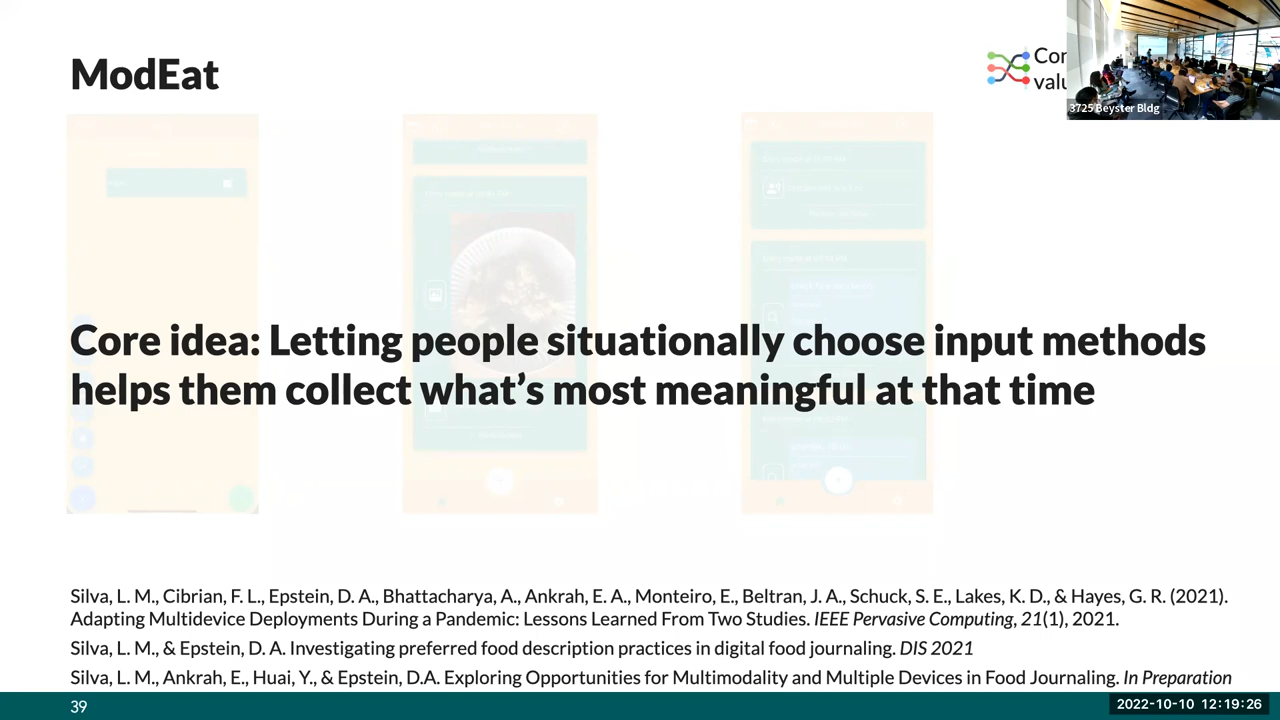 ModEat
3725 Beyster Bldg
Core idea: Letting people situationally choose input methods
helps them collect what's most meaningful at that time
Silva, L. M., Cibrian, F. L., Epstein, D. A., Bhattacharya, A., Ankrah, E. A., Monteiro, E., Beltran, J. A., Schuck, S. E., Lakes, K. D., & Hayes, G. R. (2021).
Adapting Multidevice Deployments During a Pandemic: Lessons Learned From Two Studies. IEEE Pervasive Computing, 21(1), 2021.
Silva, L. M., & Epstein, D. A. Investigating preferred food description practices in digital food journaling. DIS 2021
Silva, L. M., Ankrah, E., Huai, Y., & Epstein, D.A. Exploring Opportunities for Multimodality and Multiple Devices in Food Journaling. In Preparation
39
2022-10-10 12:19:26